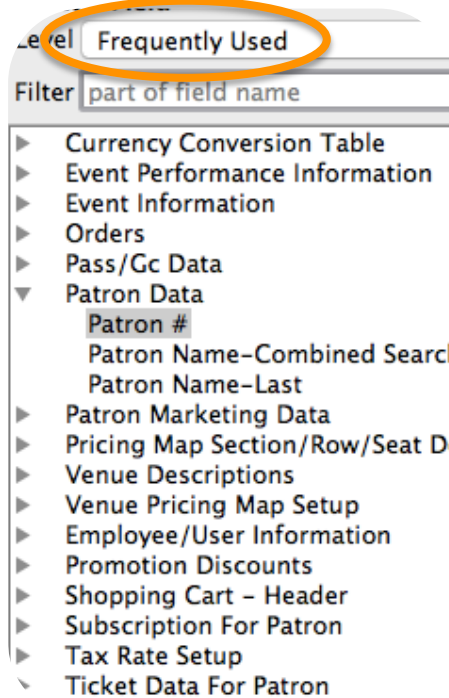 Level Frequently Used
Filter part of field name
Currency Conversion Table
Event Performance Information
Event Information
Orders
Pass/Gc Data
Patron Data
Patron #
Patron Name-Combined Search
Patron Name-Last
Patron Marketing Data
Pricing Map Section/Row/Seat
Venue Descriptions
Venue Pricing Map Setup
Employee/User Information
Promotion Discounts
Shopping Cart - Header
Subscription For Patron
Tax Rate Setup
Ticket Data For Patron